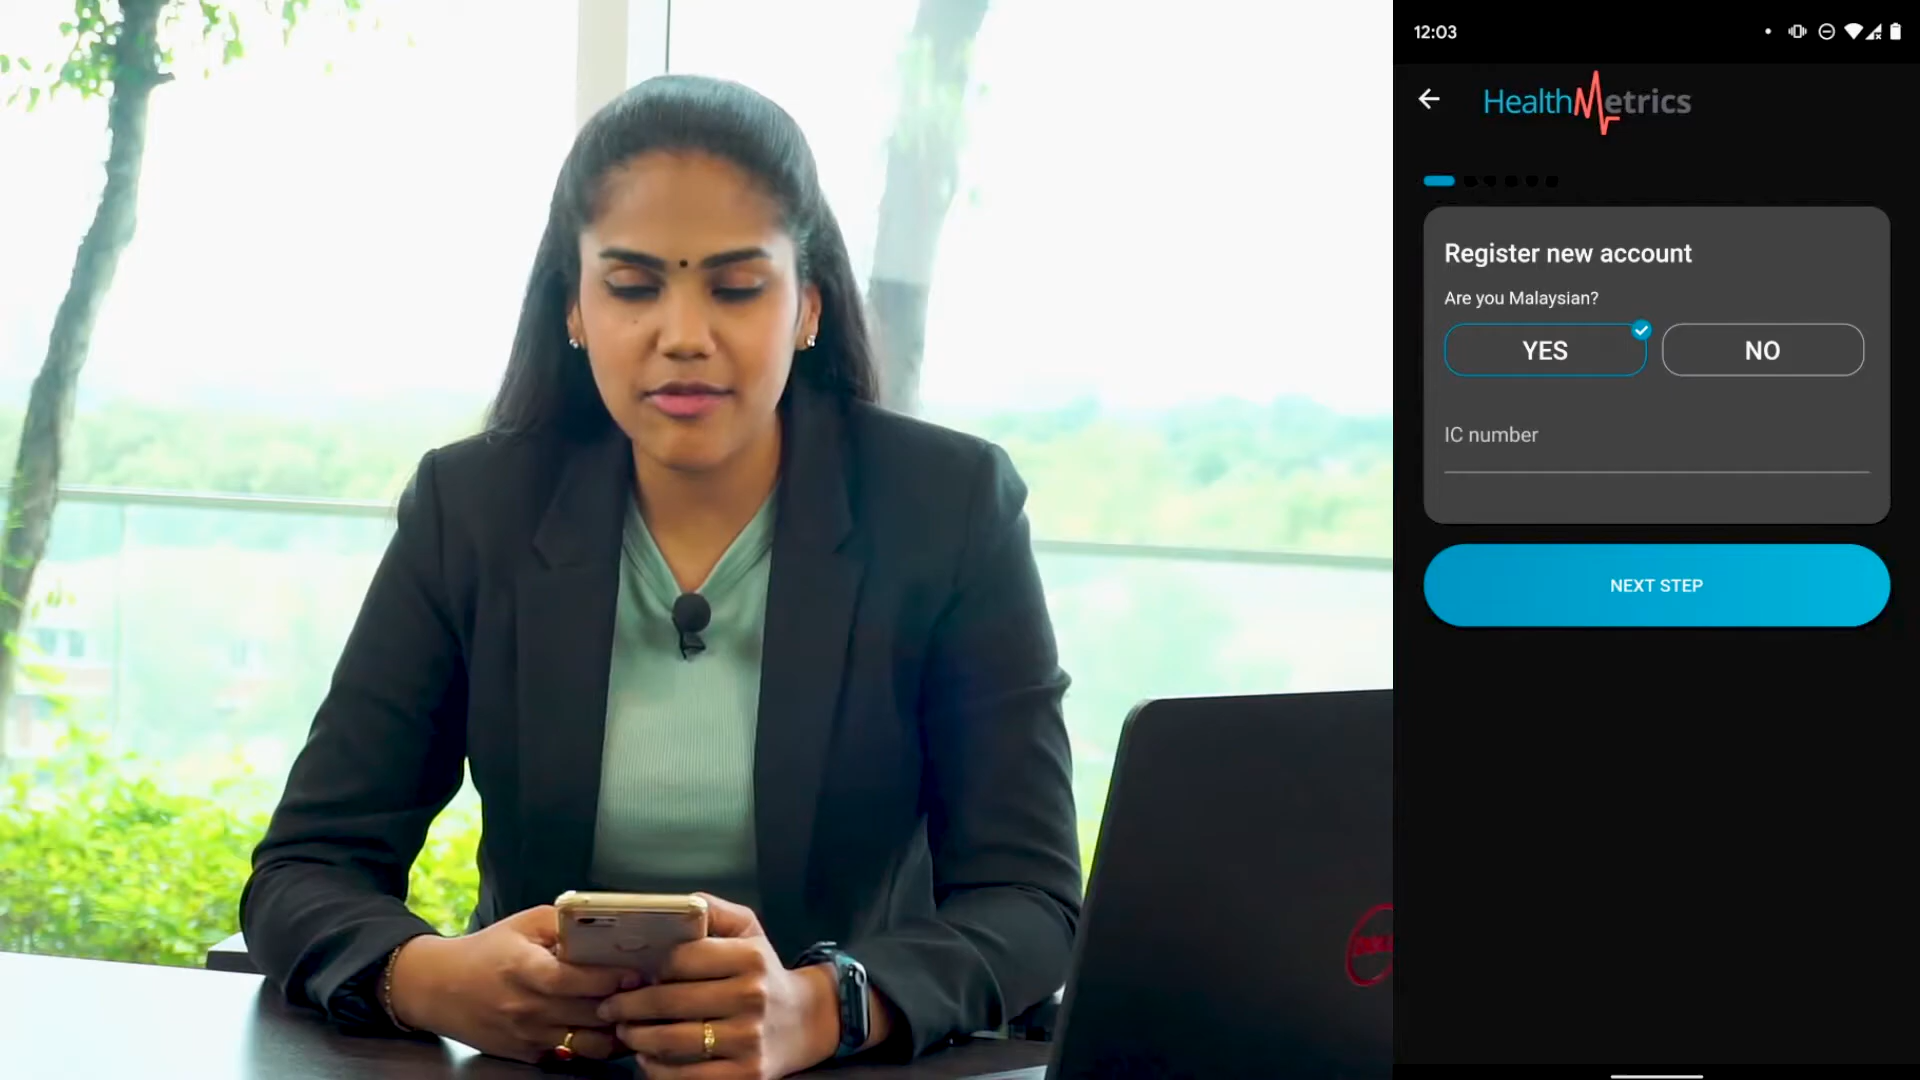 12:03
HealthMetrics
Register new account
Are you Malaysian?
YES
NO
IC number
NEXT STEP